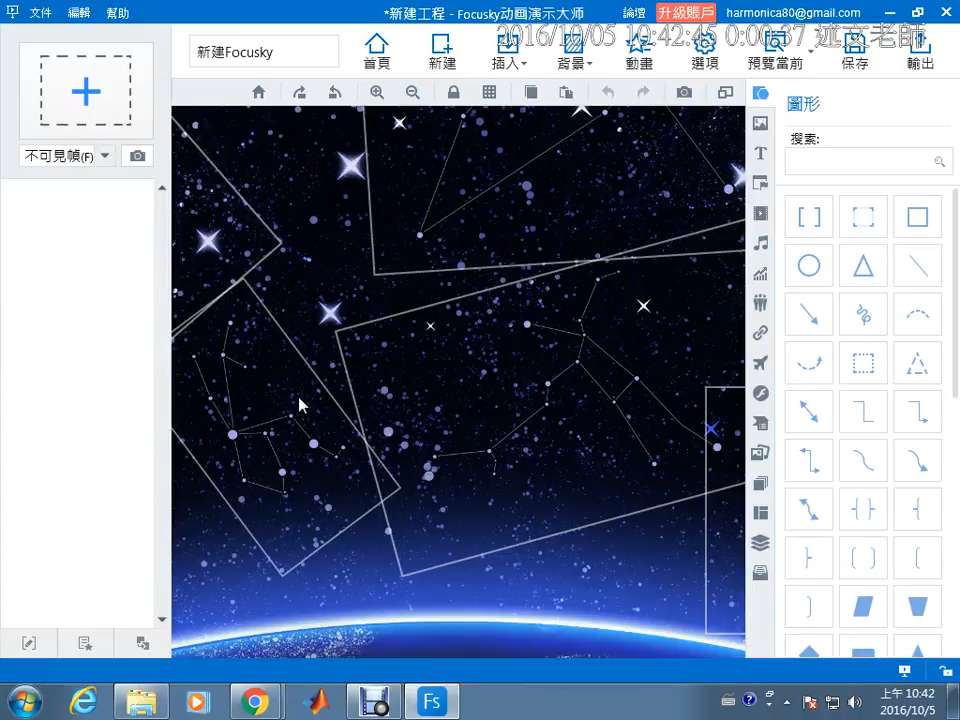 文件 編輯 幫助 *新建工程 - Focusky动画演示大师 論壇 升級賬戶 harmonica80@gmail.com
2016/10/05 10:42:45 0:00:37 述文老師
新建Focusky 首頁 新建 插入 背景 動畫 選項 預覽當前 保存 輸出
圖形
搜索:
不可見幀(F)
Fs
上午 10:42
2016/10/5